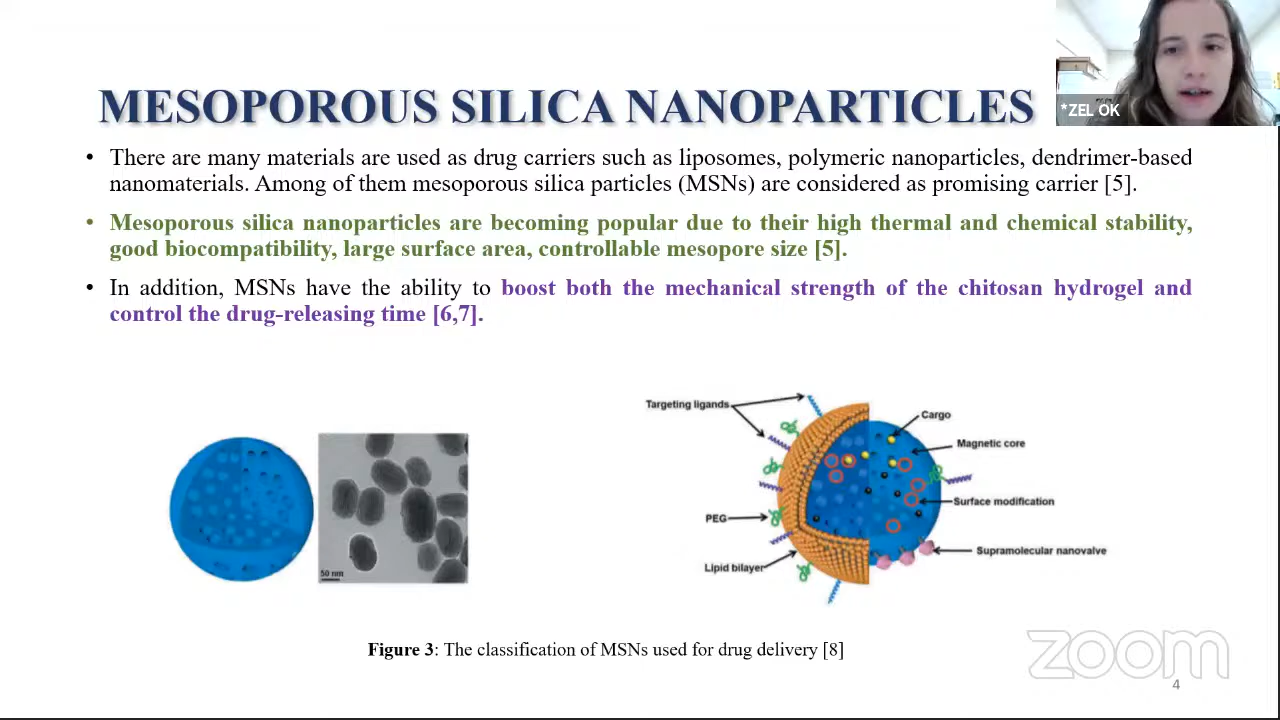 MESOPOROUS SILICA NANOPARTICLES
*ZEL OK
• There are many materials are used as drug carriers such as liposomes, polymeric nanoparticles, dendrimer-based
nanomaterials. Among of them mesoporous silica particles (MSNs) are considered as promising carrier [5].
• Mesoporous silica nanoparticles are becoming popular due to their high thermal and chemical stability,
good biocompatibility, large surface area, controllable mesopore size [5].
• In addition, MSNs have the ability to boost both the mechanical strength of the chitosan hydrogel and
control the drug-releasing time [6,7].
Targeting ligands
Cargo
Magnetic core
Surface modification
PEG
Supramolecular nanovalve
Lipid bilayer
50 nm
Figure 3: The classification of MSNs used for drug delivery [8]
zoom
4